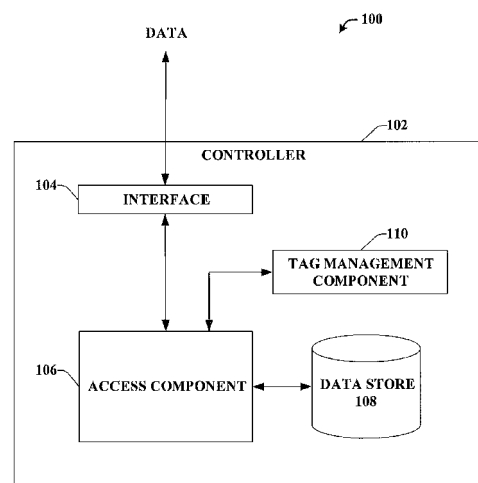 100
DATA
102
CONTROLLER
104
INTERFACE
110
TAG MANAGEMENT
COMPONENT
106
ACCESS COMPONENT
DATA STORE
108